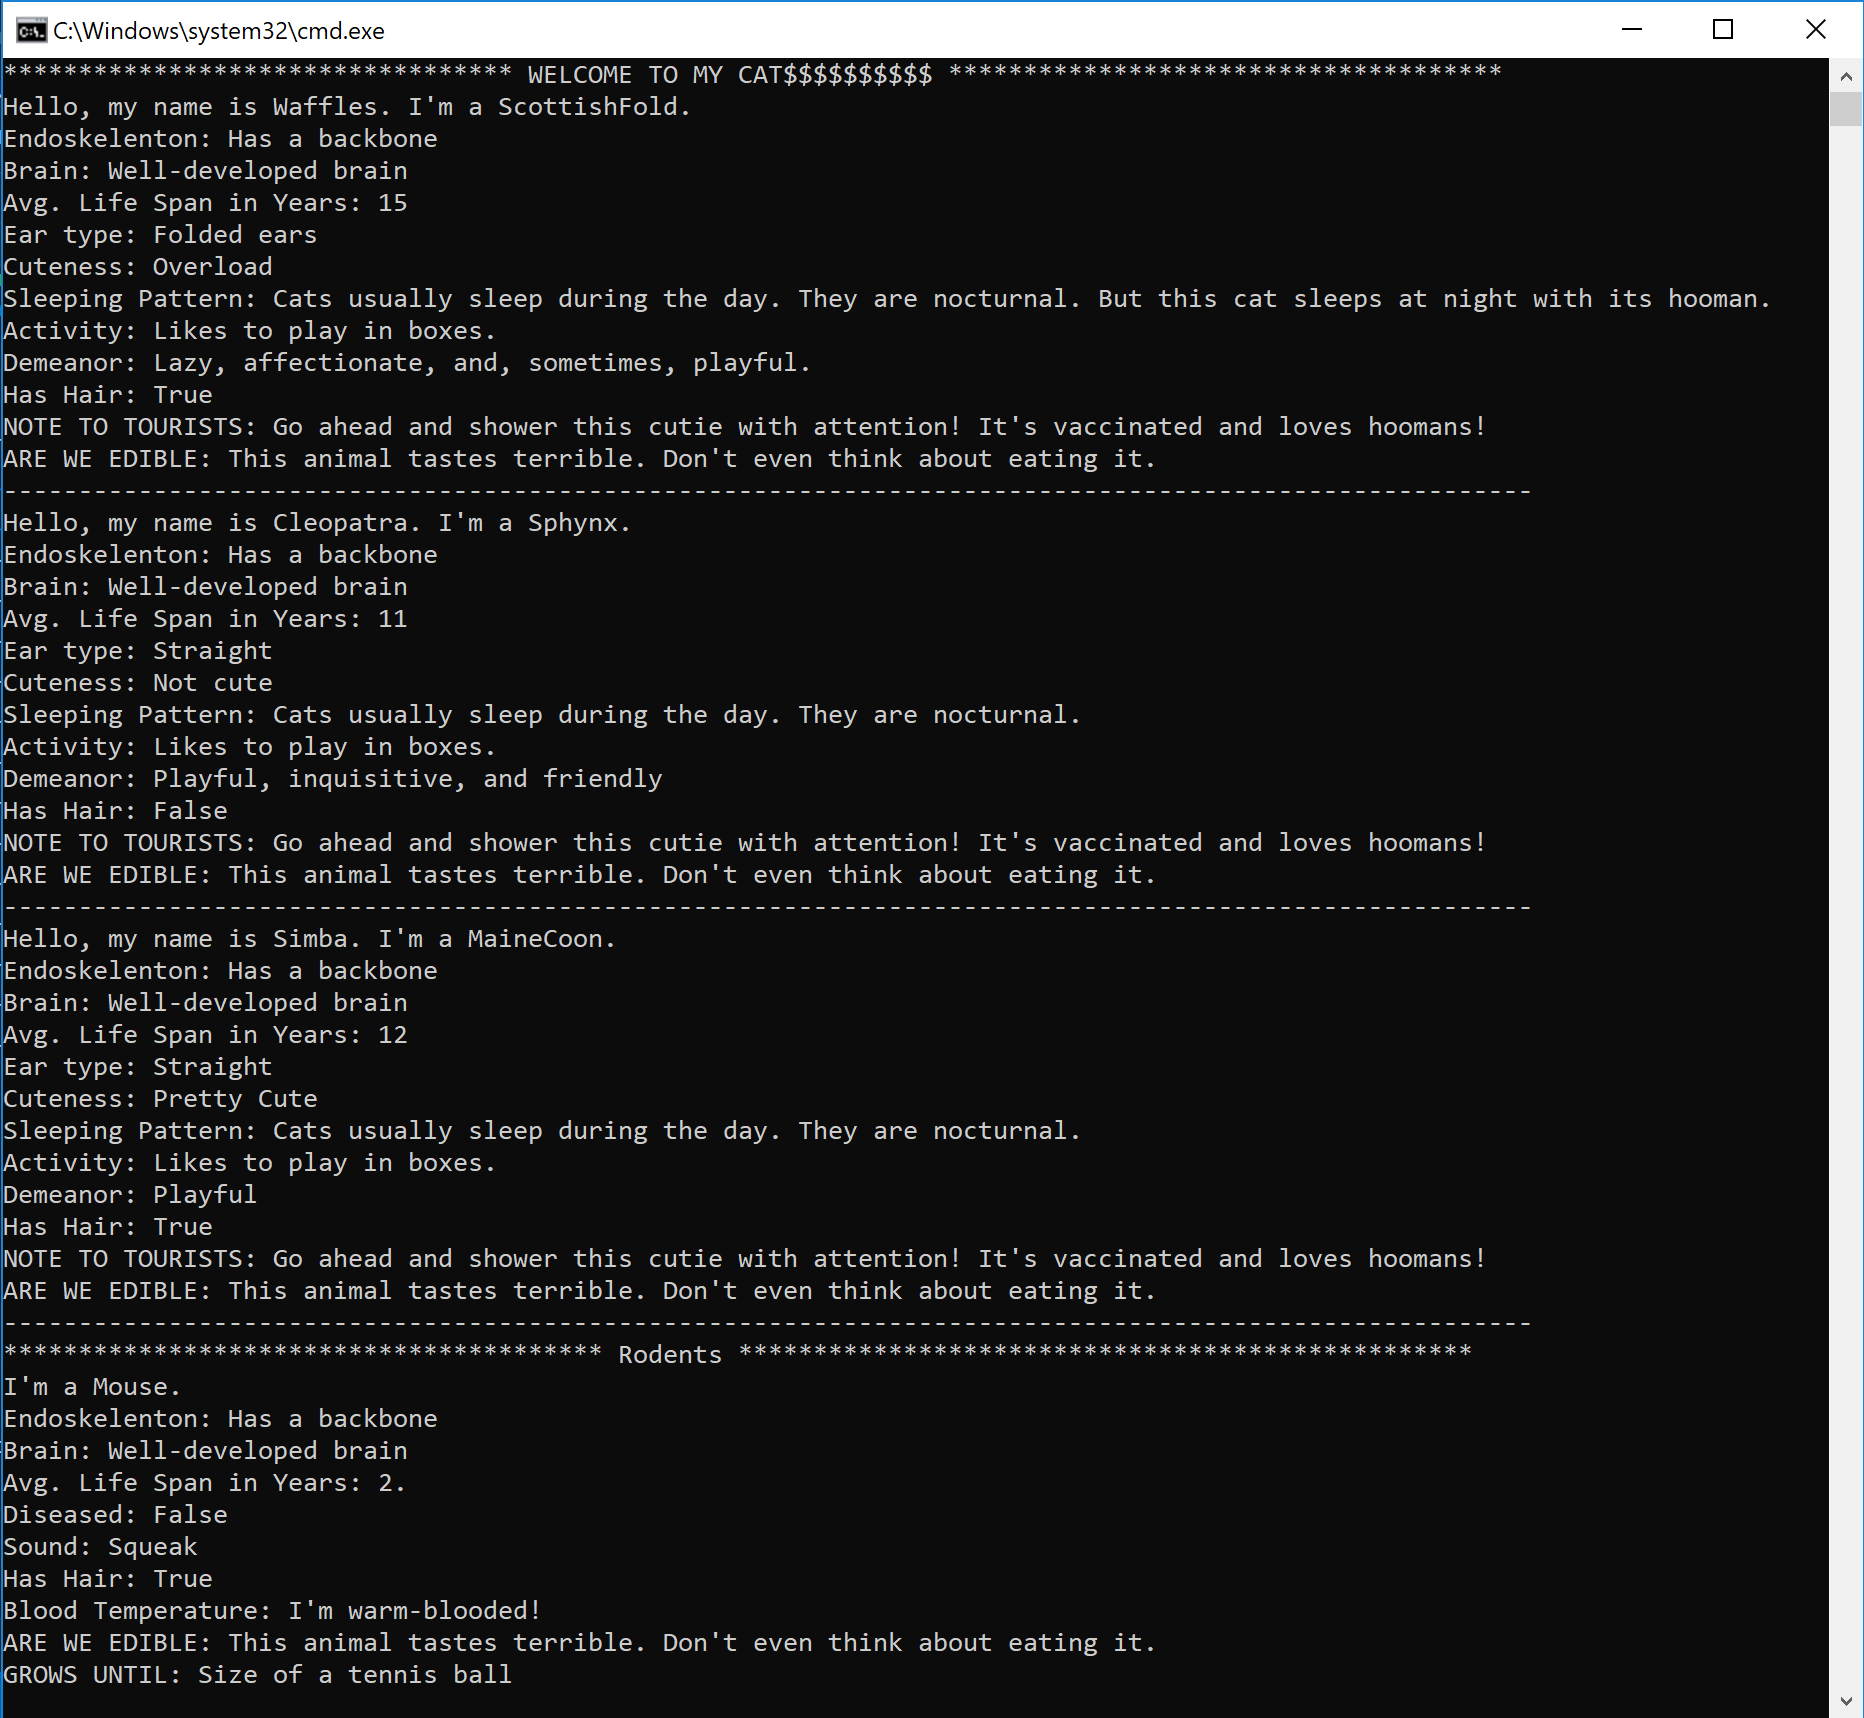 C:\Windows\system32\cmd.exe
********************************** WELCOME TO MY CAT$$$$$$$$$$ *************************************
Hello, my name is Waffles. I'm a ScottishFold.
Endoskelenton: Has a backbone
Brain: Well-developed brain
Avg. Life Span in Years: 15
Ear type: Folded ears
Cuteness: Overload
Sleeping Pattern: Cats usually sleep during the day. They are nocturnal. But this cat sleeps at night with its hooman.
Activity: Likes to play in boxes.
Demeanor: Lazy, affectionate, and, sometimes, playful.
Has Hair: True
NOTE TO TOURISTS: Go ahead and shower this cutie with attention! It's vaccinated and loves hoomans!
ARE WE EDIBLE: This animal tastes terrible. Don't even think about eating it.
------------------------------------------------------------------------------------------------------
Hello, my name is Cleopatra. I'm a Sphynx.
Endoskelenton: Has a backbone
Brain: Well-developed brain
Avg. Life Span in Years: 11
Ear type: Straight
Cuteness: Not cute
Sleeping Pattern: Cats usually sleep during the day. They are nocturnal.
Activity: Likes to play in boxes.
Demeanor: Playful, inquisitive, and friendly
Has Hair: False
NOTE TO TOURISTS: Go ahead and shower this cutie with attention! It's vaccinated and loves hoomans!
ARE WE EDIBLE: This animal tastes terrible. Don't even think about eating it.
------------------------------------------------------------------------------------------------------
Hello, my name is Simba. I'm a MaineCoon.
Endoskelenton: Has a backbone
Brain: Well-developed brain
Avg. Life Span in Years: 12
Ear type: Straight
Cuteness: Pretty Cute
Sleeping Pattern: Cats usually sleep during the day. They are nocturnal.
Activity: Likes to play in boxes.
Demeanor: Playful
Has Hair: True
NOTE TO TOURISTS: Go ahead and shower this cutie with attention! It's vaccinated and loves hoomans!
ARE WE EDIBLE: This animal tastes terrible. Don't even think about eating it.
------------------------------------------------------------------------------------------------------
**************************************** Rodents *************************************************
I'm a Mouse.
Endoskelenton: Has a backbone
Brain: Well-developed brain
Avg. Life Span in Years: 2.
Diseased: False
Sound: Squeak
Has Hair: True
Blood Temperature: I'm warm-blooded!
ARE WE EDIBLE: This animal tastes terrible. Don't even think about eating it.
GROWS UNTIL: Size of a tennis ball